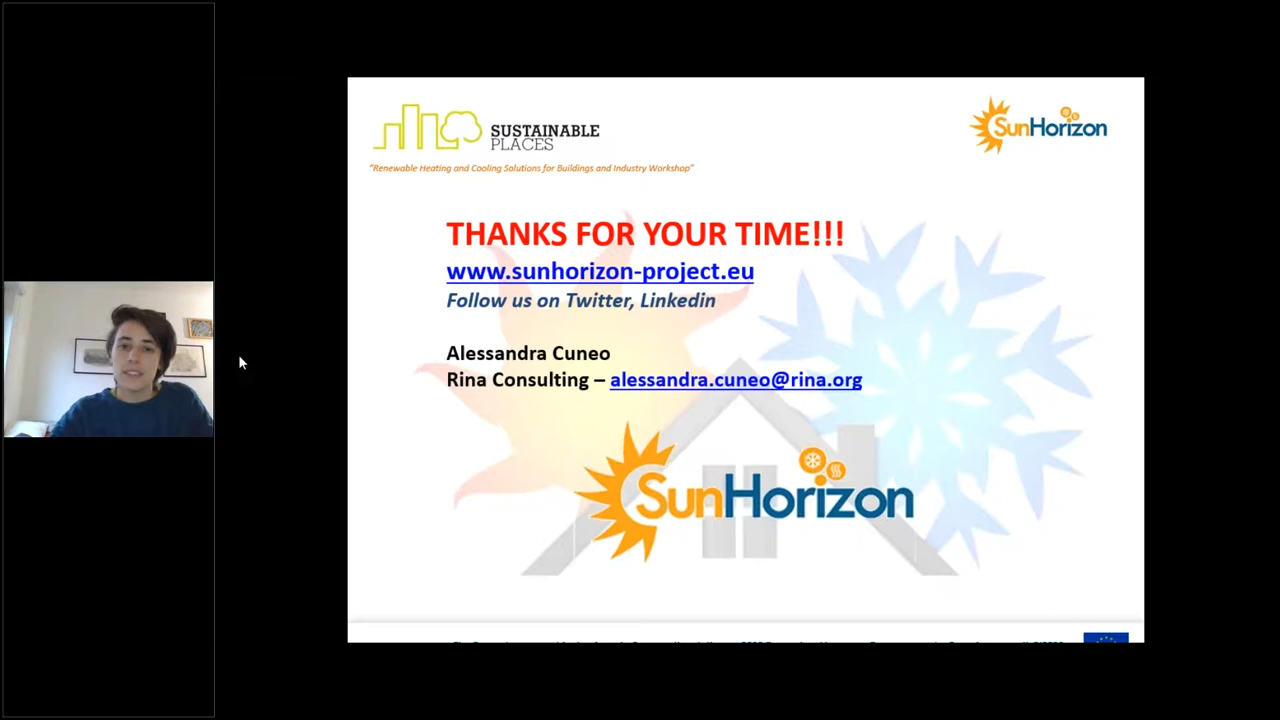 SUSTAINABLE
PLACES
"Renewable Heating and Cooling Solutions for Buildings and Industry Workshop"
SunHorizon
THANKS FOR YOUR TIME!!!
www.sunhorizon-project.eu
Follow us on Twitter, Linkedin
Alessandra Cuneo
Rina Consulting – alessandra.cuneo@rina.org
SunHorizon